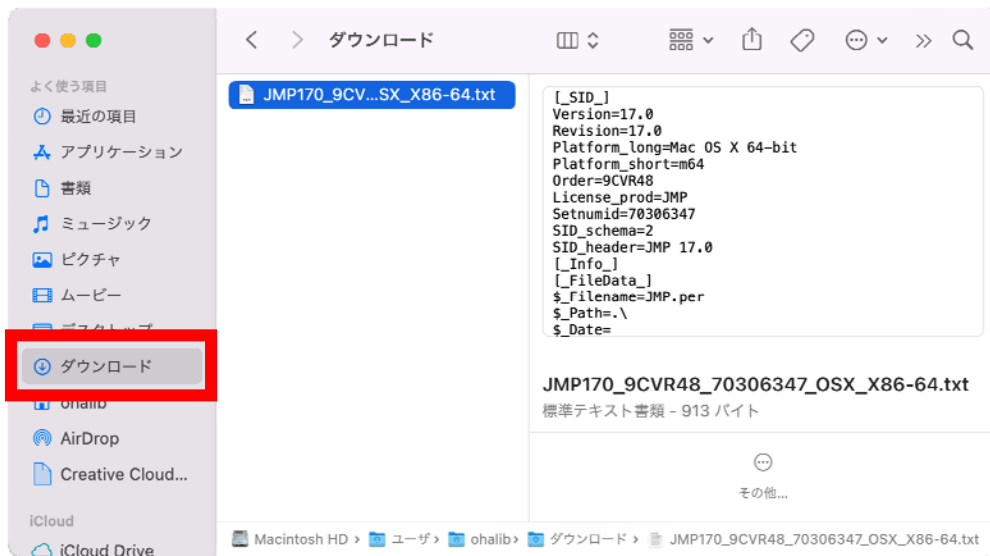 ダウンロード
よく使う項目
最近の項目
アプリケーション
書類
ミュージック
ピクチャ
ムービー
デスクトップ
ダウンロード
ohalib
AirDrop
Creative Cloud...
iCloud
iCloud Drive
JMP170_9CV...SX_X86-64.txt
[_SID_]
Version=17.0
Revision=17.0
Platform_long=Mac OS X 64-bit
Platform_short=m64
Order=9CVR48
License_prod=JMP
Setnumid=70306347
SID_schema=2
SID_header=JMP 17.0
[_Info_]
[_FileData_]
$_Filename=JMP.per
$_Path=.\
$_Date=
JMP170_9CVR48_70306347_OSX_X86-64.txt
標準テキスト書類 - 913 バイト
その他...
Macintosh HD › ユーザ › ohalib › ダウンロード › JMP170_9CVR48_70306347_OSX_X86-64.txt